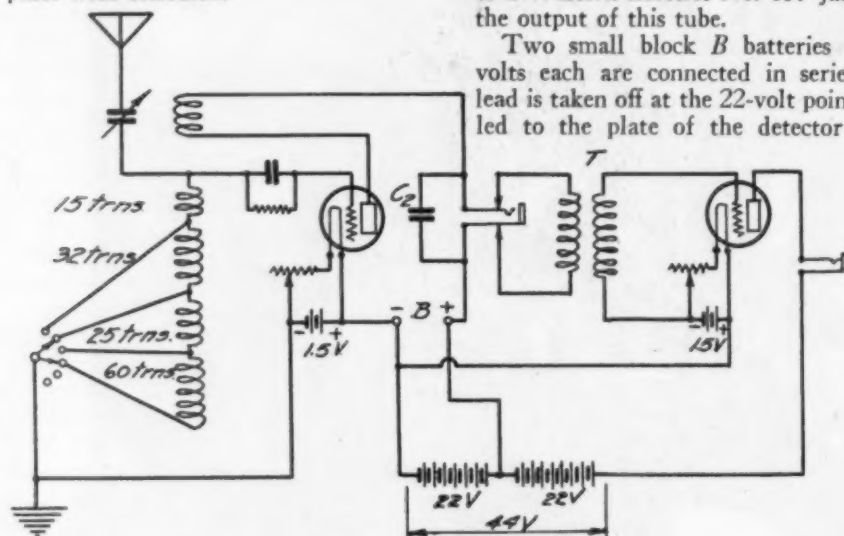 the output of this tube.
Two small block B batteries
volts each are connected in serie
lead is taken off at the 22-volt poin
led to the plate of the detector
T
15 trns.
C2
32 trns.
- B +
25 trns.
- +
1.5V
- +
15V
60 trns.
22V 22V
44V